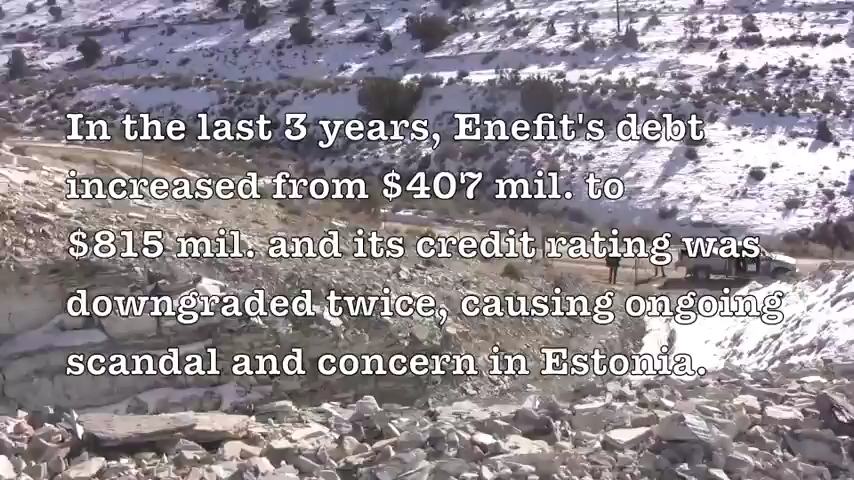 In the last 3 years, Enefit's debt
increased from $407 mil. to
$815 mil. and its credit rating was
downgraded twice, causing ongoing
scandal and concern in Estonia.